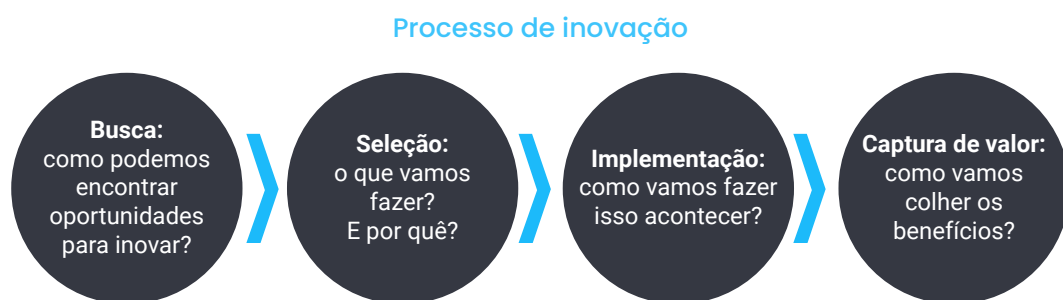 Processo de inovação
Busca:
como podemos
encontrar
oportunidades
para inovar?
Seleção:
o que vamos
fazer?
E por quê?
Implementação:
como vamos fazer
isso acontecer?
Captura de valor:
como vamos
colher os
benefícios?